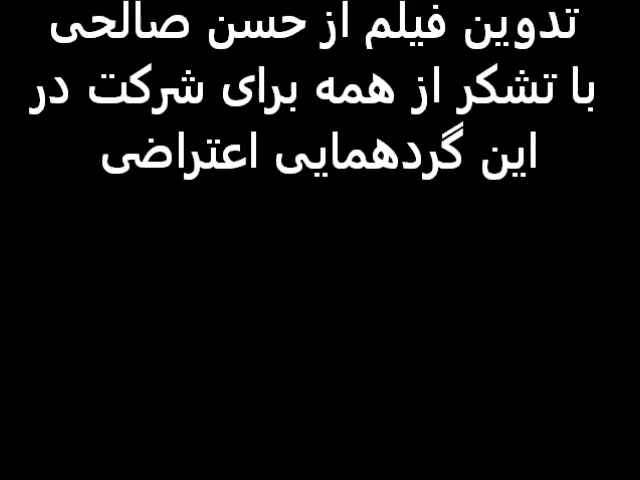 تدوین فیلم از حسن صالحی
با تشکر از همه برای شرکت در
این گردهمایی اعتراضی